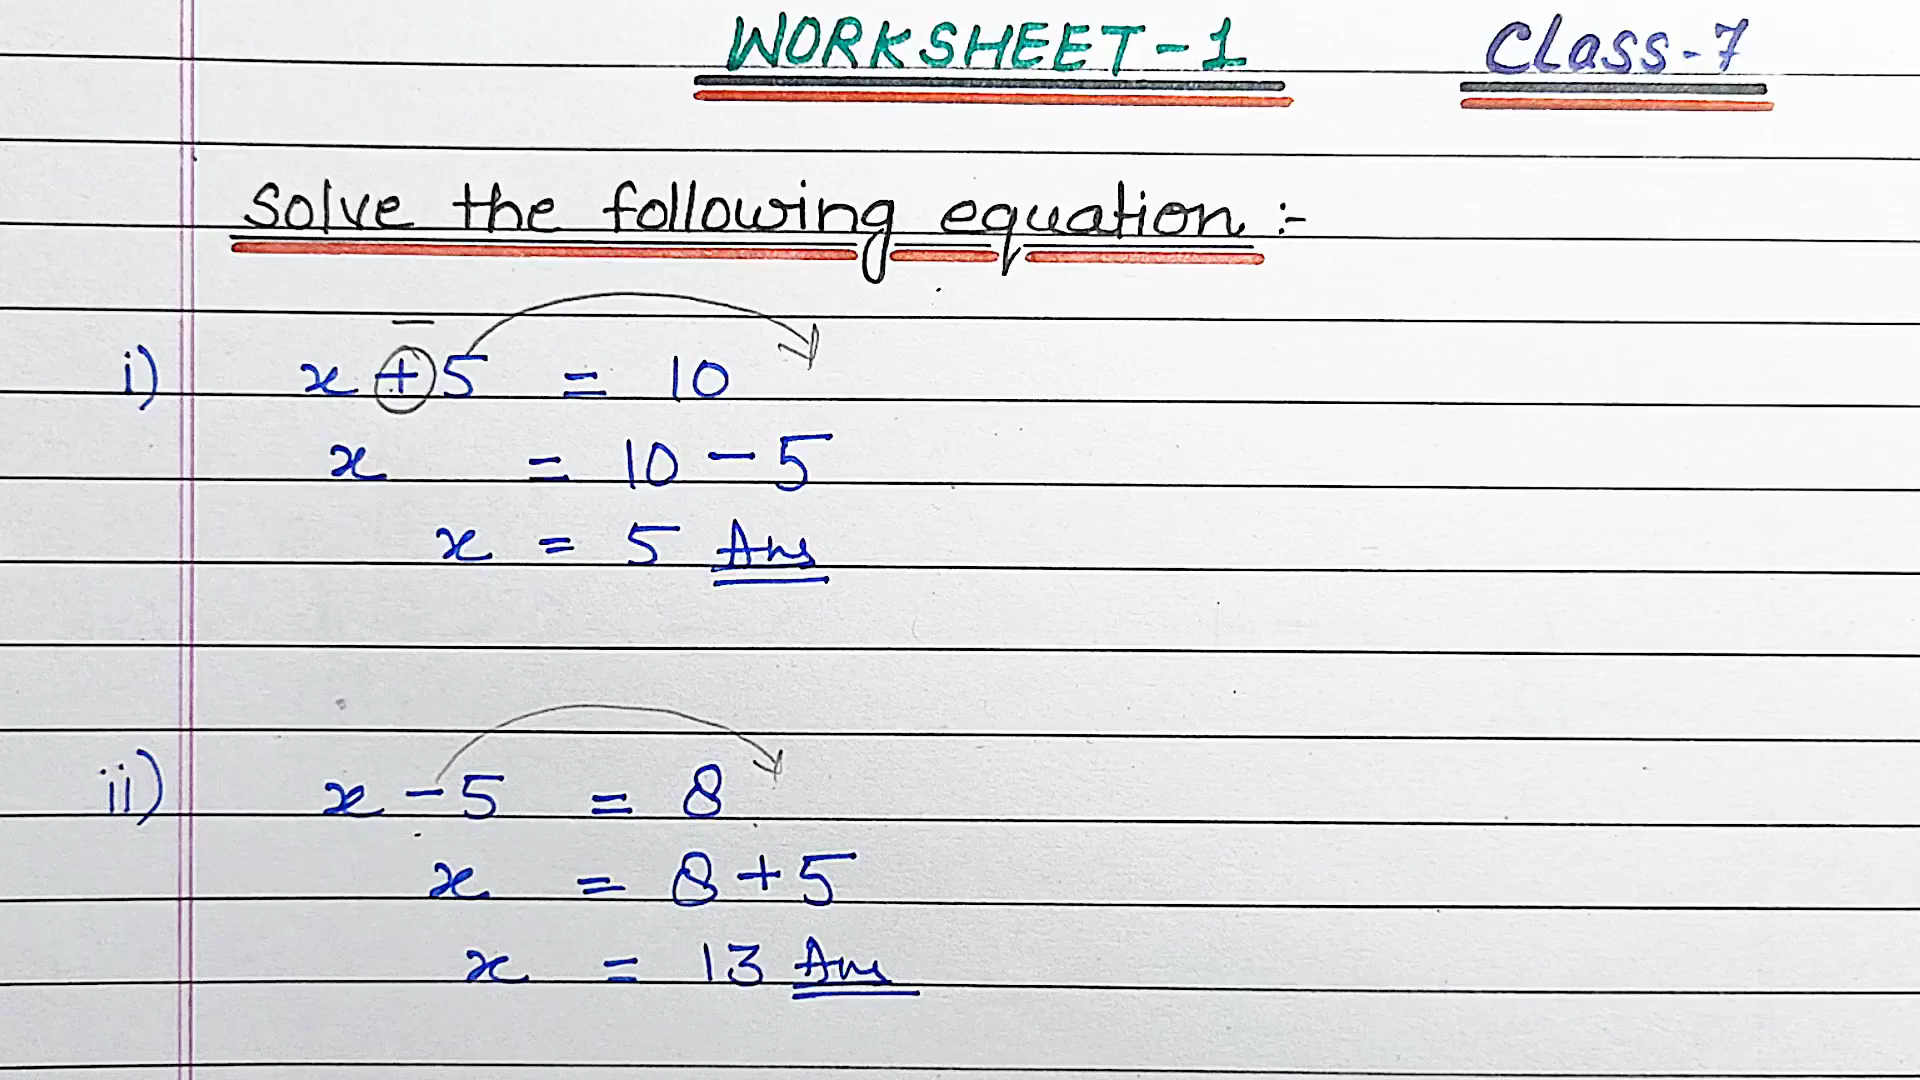 WORKSHEET-1 Class-7
Solve the following equation :-
i) x + 5 = 10
x = 10 - 5
x = 5 Ans
ii) x - 5 = 8
x = 8 + 5
x = 13 Ans